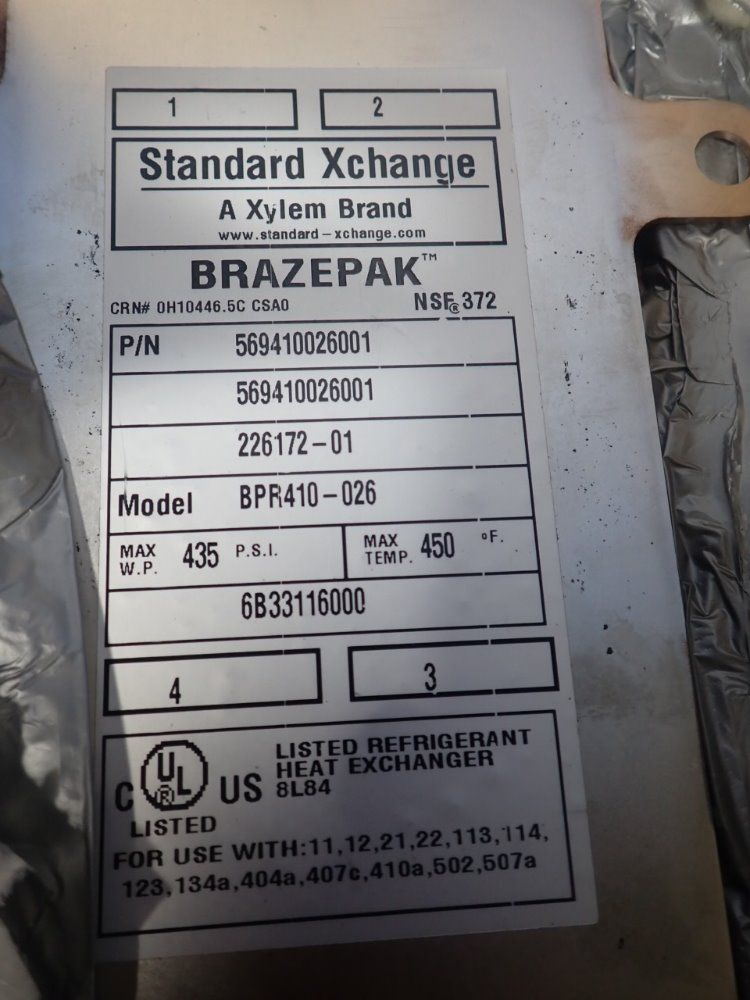 1 2
Standard Xchange
A Xylem Brand
www.standard-xchange.com
BRAZEPAK™
CRN# 0H10446.5C CSA0 NSF® 372
P/N 569410026001
569410026001
226172-01
Model BPR410-026
MAX W.P. 435 P.S.I. MAX TEMP. 450 °F.
6B33116000
4 3
C UL® US LISTED REFRIGERANT
HEAT EXCHANGER
8L84
LISTED
FOR USE WITH:11,12,21,22,113,114,
123,134a,404a,407c,410a,502,507a